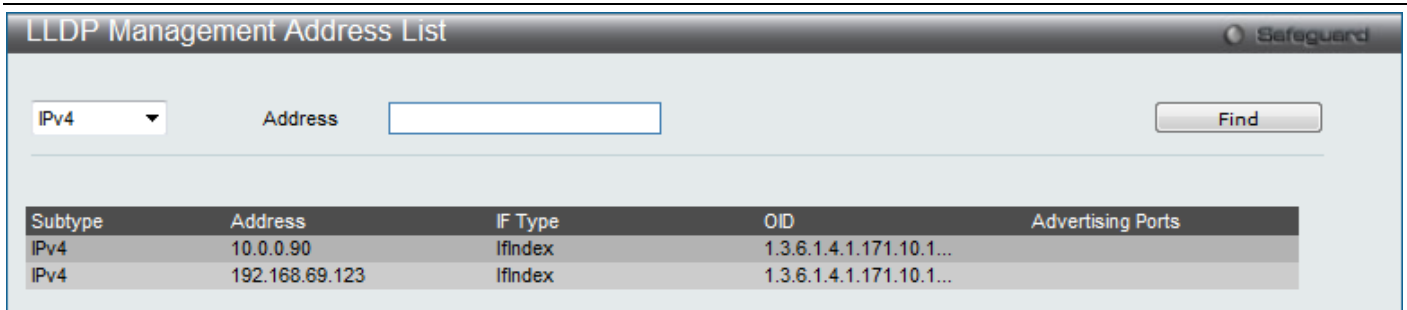 LLDP Management Address List Safeguard
IPv4 Address Find
Subtype Address IF Type OID Advertising Ports
IPv4 10.0.0.90 IfIndex 1.3.6.1.4.1.171.10.1...
IPv4 192.168.69.123 IfIndex 1.3.6.1.4.1.171.10.1...